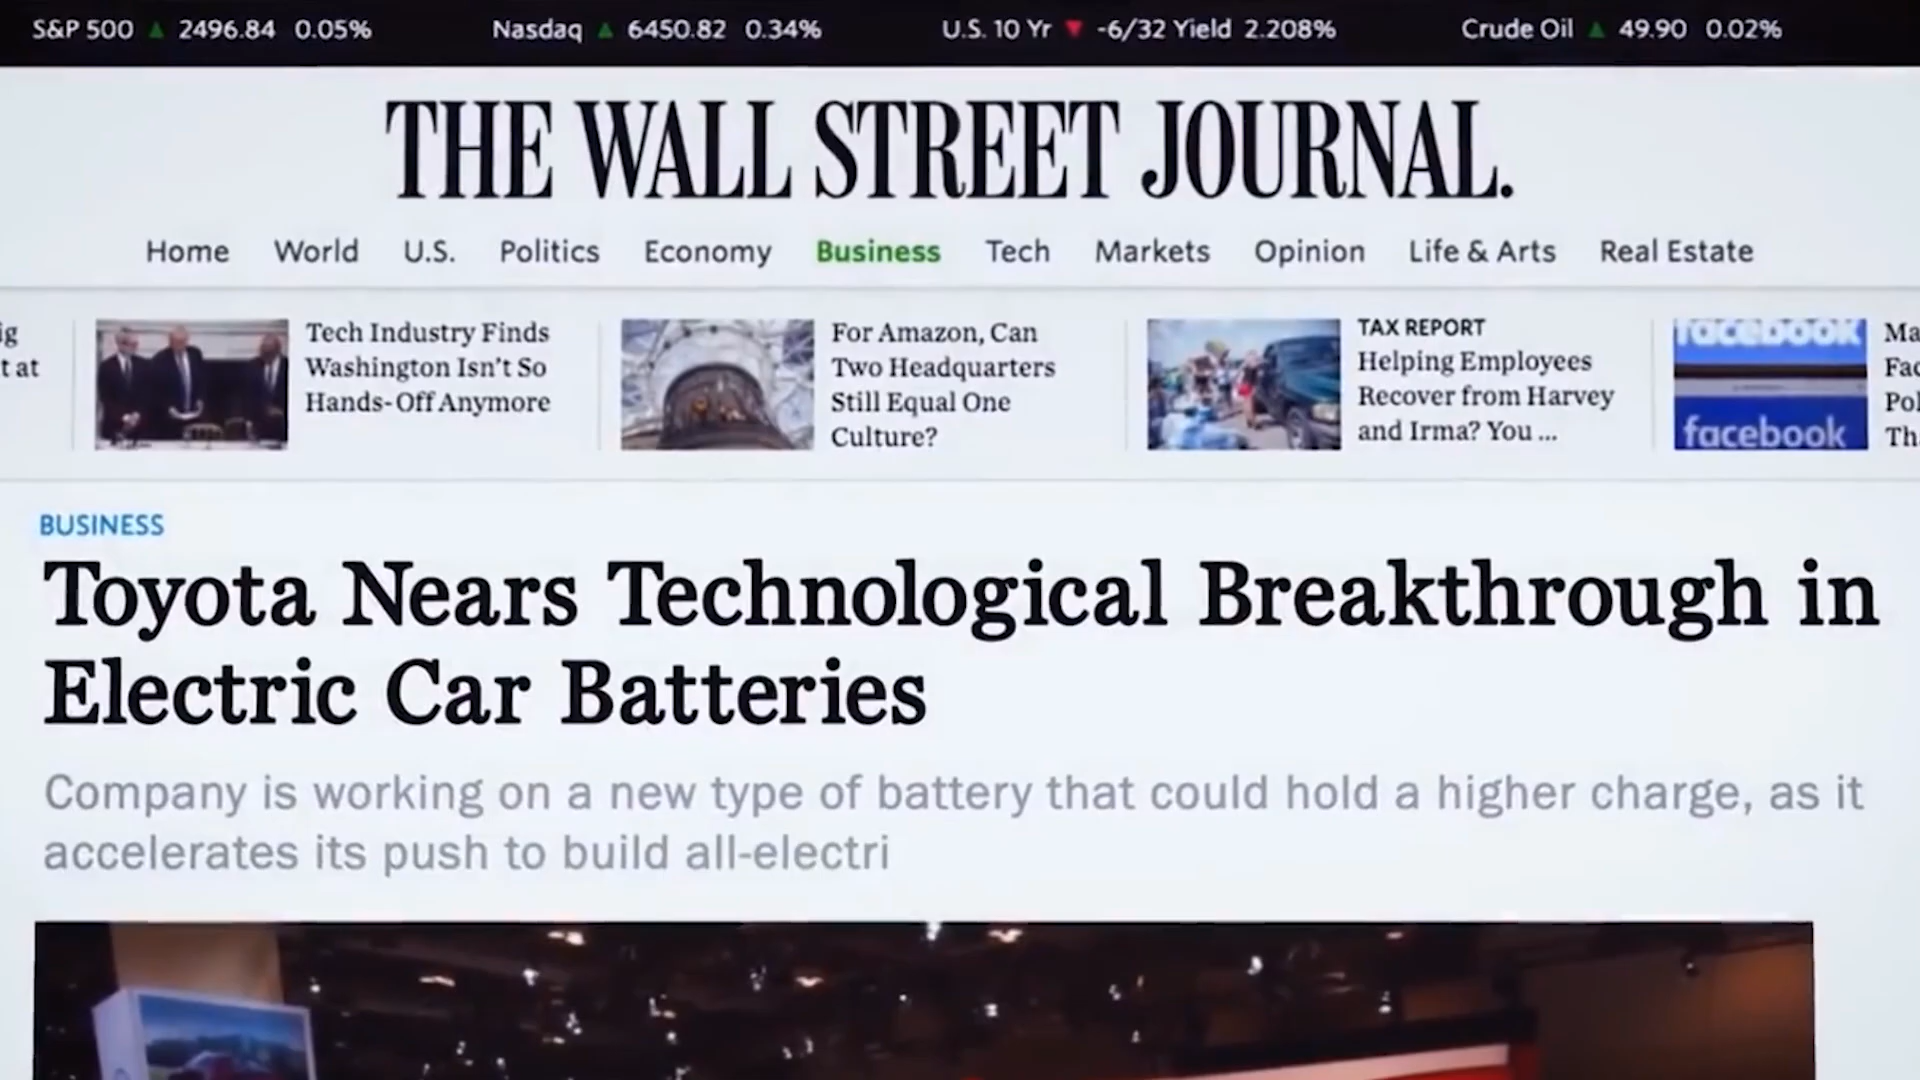 S&P 500 ▲ 2496.84 0.05% Nasdaq ▲ 6450.82 0.34% U.S. 10 Yr ▼ -6/32 Yield 2.208% Crude Oil ▲ 49.90 0.02%
THE WALL STREET JOURNAL.
Home World U.S. Politics Economy Business Tech Markets Opinion Life & Arts Real Estate
t at
Tech Industry Finds
Washington Isn't So
Hands-Off Anymore
For Amazon, Can
Two Headquarters
Still Equal One
Culture?
TAX REPORT
Helping Employees
Recover from Harvey
and Irma? You ...
facebook
facebook
Ma
Fac
Pol
Th
BUSINESS
Toyota Nears Technological Breakthrough in
Electric Car Batteries
Company is working on a new type of battery that could hold a higher charge, as it
accelerates its push to build all-electri